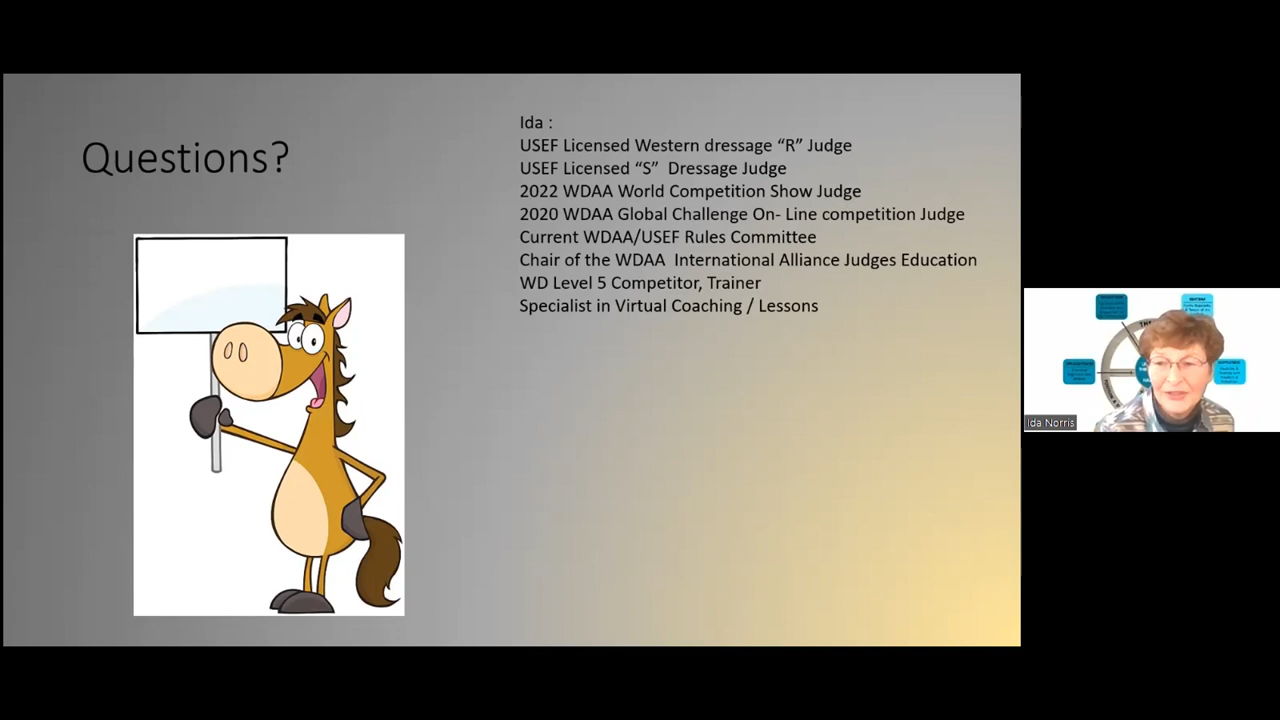 Questions?
Ida :
USEF Licensed Western dressage “R” Judge
USEF Licensed “S”  Dressage Judge
2022 WDAA World Competition Show Judge
2020 WDAA Global Challenge On- Line competition Judge
Current WDAA/USEF Rules Committee
Chair of the WDAA  International Alliance Judges Education
WD Level 5 Competitor, Trainer
Specialist in Virtual Coaching / Lessons
Ida Norris